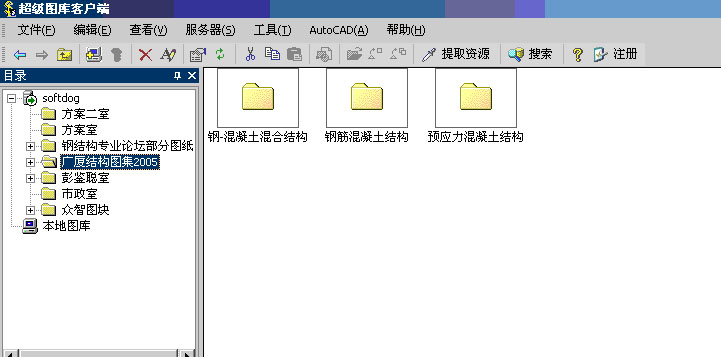 超级图库客户端
文件(F) 编辑(E) 查看(V) 服务器(S) 工具(T) AutoCAD(A) 帮助(H)
提取资源 搜索 ? 注册
目录
softdog
方案二室
方案室
钢结构专业论坛部分图纸
广厦结构图集2005
彭鉴聪室
市政室
众智图块
本地图库
钢-混凝土混合结构 钢筋混凝土结构 预应力混凝土结构